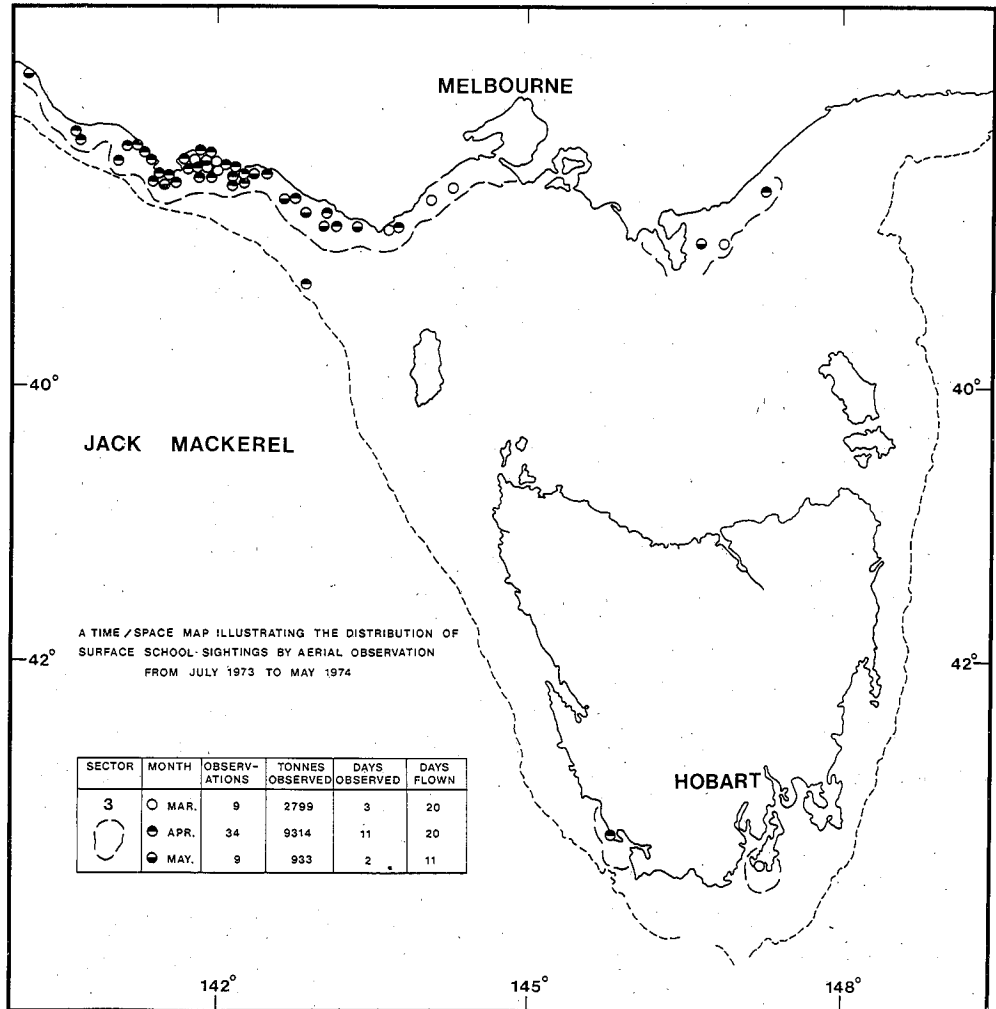 MELBOURNE
40°
40°
JACK MACKEREL
A TIME/SPACE MAP ILLUSTRATING THE DISTRIBUTION OF
SURFACE SCHOOL-SIGHTINGS BY AERIAL OBSERVATION
FROM JULY 1973 TO MAY 1974
42°
42°
SECTOR MONTH OBSERV-ATIONS TONNES OBSERVED DAYS OBSERVED DAYS FLOWN
3 MAR. 9 2799 3 20
APR. 34 9314 11 20
MAY. 9 933 2 11
HOBART
142° 145° 148°